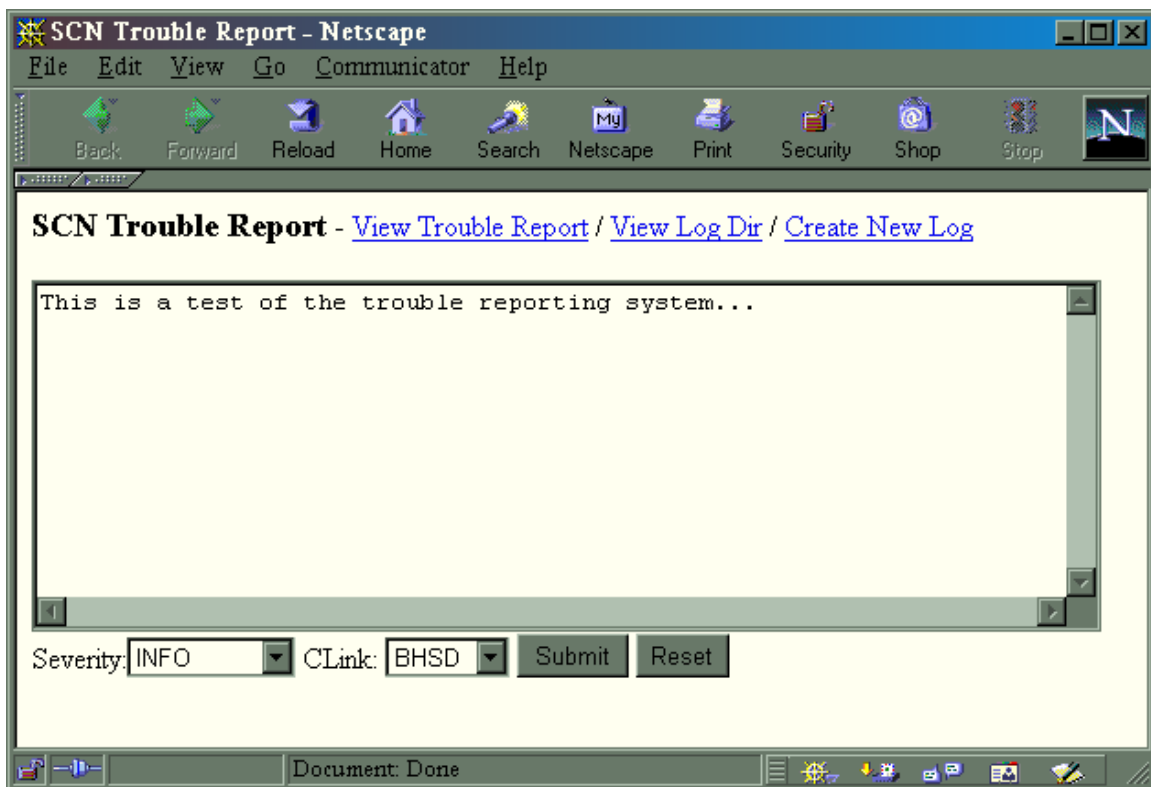 SCN Trouble Report - Netscape
File Edit View Go Communicator Help
My N
Back Forward Reload Home Search Netscape Print Security Shop Stop
SCN Trouble Report - View Trouble Report / View Log Dir / Create New Log
This is a test of the trouble reporting system...
Severity: INFO CLink: BHSD Submit Reset
Document: Done